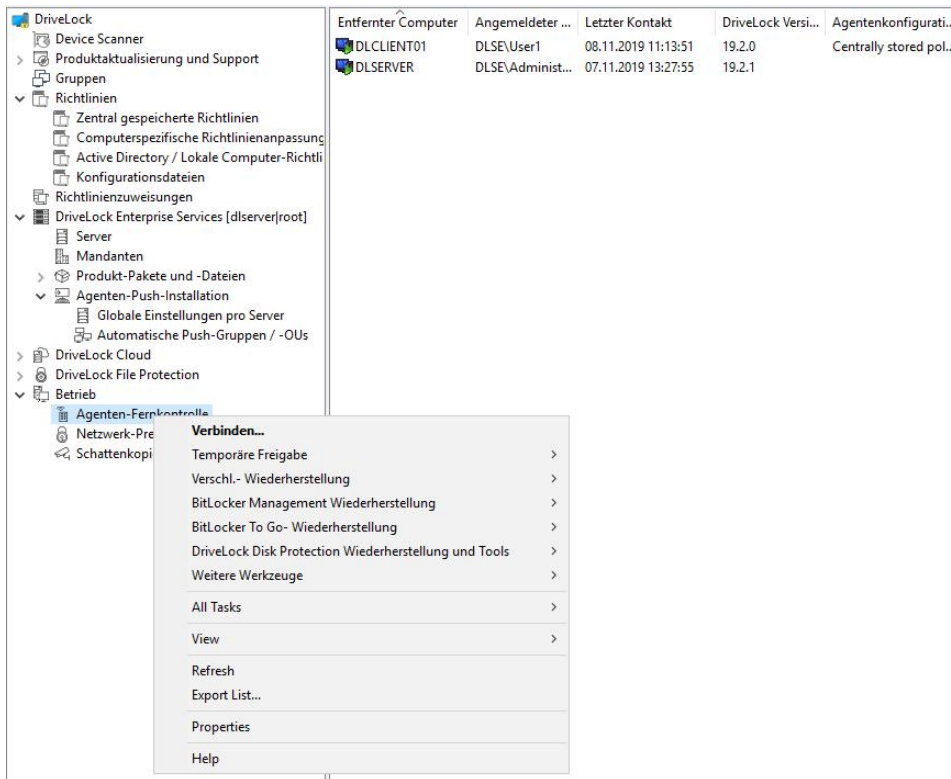 DriveLock
Device Scanner
Produktaktualisierung und Support
Gruppen
Richtlinien
Zentral gespeicherte Richtlinien
Computerspezifische Richtlinienanpassung
Active Directory / Lokale Computer-Richtli
Konfigurationsdateien
Richtlinienzuweisungen
DriveLock Enterprise Services [dlserver|root]
Server
Mandanten
Produkt-Pakete und -Dateien
Agenten-Push-Installation
Globale Einstellungen pro Server
Automatische Push-Gruppen / -OUs
DriveLock Cloud
DriveLock File Protection
Betrieb
Agenten-Fernkontrolle
Netzwerk-Pre
Schattenkopi
Entfernter Computer Angemeldeter ... Letzter Kontakt DriveLock Versi... Agentenkonfigurati...
DLCLIENT01 DLSE\User1 08.11.2019 11:13:51 19.2.0 Centrally stored pol...
DLSERVER DLSE\Administ... 07.11.2019 13:27:55 19.2.1
Verbinden...
Temporäre Freigabe
Verschl.- Wiederherstellung
BitLocker Management Wiederherstellung
BitLocker To Go- Wiederherstellung
DriveLock Disk Protection Wiederherstellung und Tools
Weitere Werkzeuge
All Tasks
View
Refresh
Export List...
Properties
Help